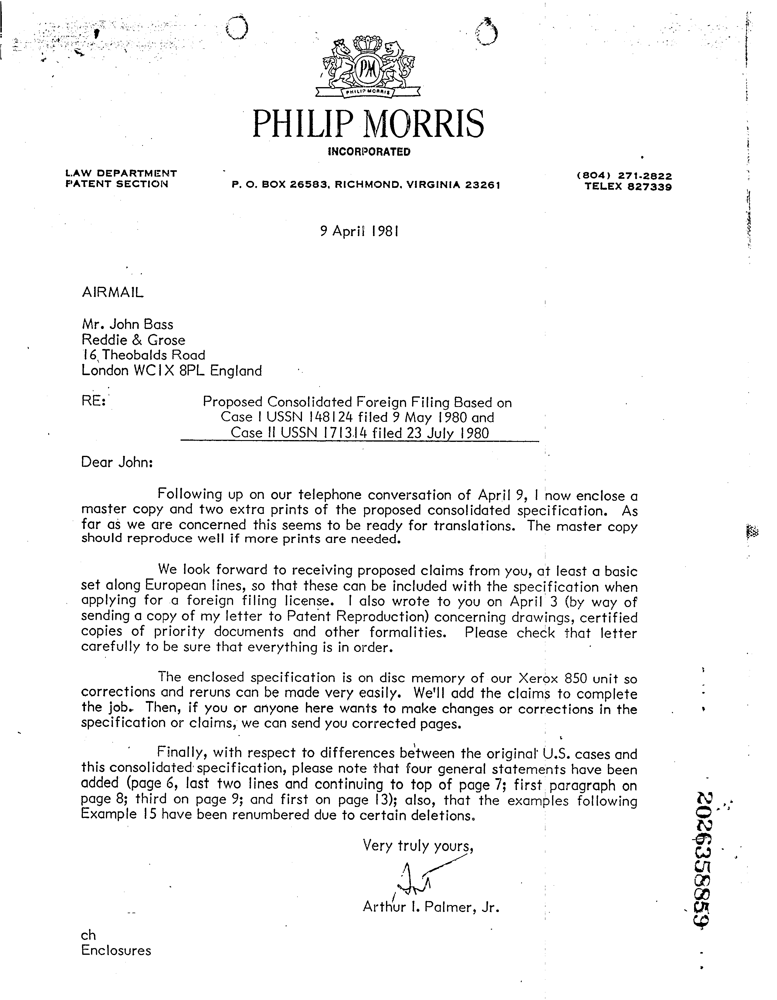 PM
PHILIP MORRIS
PHILIP MORRIS
INCORPORATED
LAW DEPARTMENT
PATENT SECTION
P. O. BOX 26583, RICHMOND, VIRGINIA 23261
(804) 271-2822
TELEX 827339
9 April 1981
AIRMAIL
Mr. John Bass
Reddie & Grose
16 Theobalds Road
London WC1X 8PL England
RE: Proposed Consolidated Foreign Filing Based on
Case I USSN 148124 filed 9 May 1980 and
Case II USSN 171314 filed 23 July 1980
Dear John:
Following up on our telephone conversation of April 9, I now enclose a
master copy and two extra prints of the proposed consolidated specification. As
far as we are concerned this seems to be ready for translations. The master copy
should reproduce well if more prints are needed.
We look forward to receiving proposed claims from you, at least a basic
set along European lines, so that these can be included with the specification when
applying for a foreign filing license. I also wrote to you on April 3 (by way of
sending a copy of my letter to Patent Reproduction) concerning drawings, certified
copies of priority documents and other formalities. Please check that letter
carefully to be sure that everything is in order.
The enclosed specification is on disc memory of our Xerox 850 unit so
corrections and reruns can be made very easily. We'll add the claims to complete
the job. Then, if you or anyone here wants to make changes or corrections in the
specification or claims, we can send you corrected pages.
Finally, with respect to differences between the original U.S. cases and
this consolidated specification, please note that four general statements have been
added (page 6, last two lines and continuing to top of page 7; first paragraph on
page 8; third on page 9; and first on page 13); also, that the examples following
Example 15 have been renumbered due to certain deletions.
Very truly yours,
Arthur I. Palmer, Jr.
ch
Enclosures
2026358859